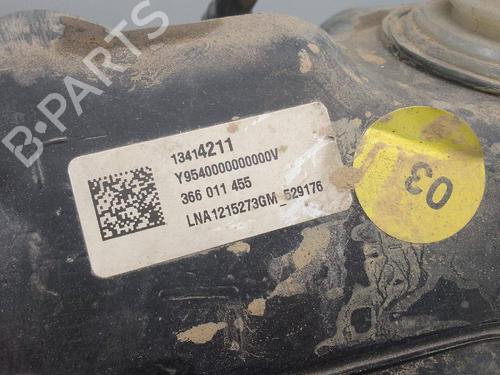 B-PARTS
13414211
Y9540000000000V
366 011 455
LNA1215273GM_529176
03